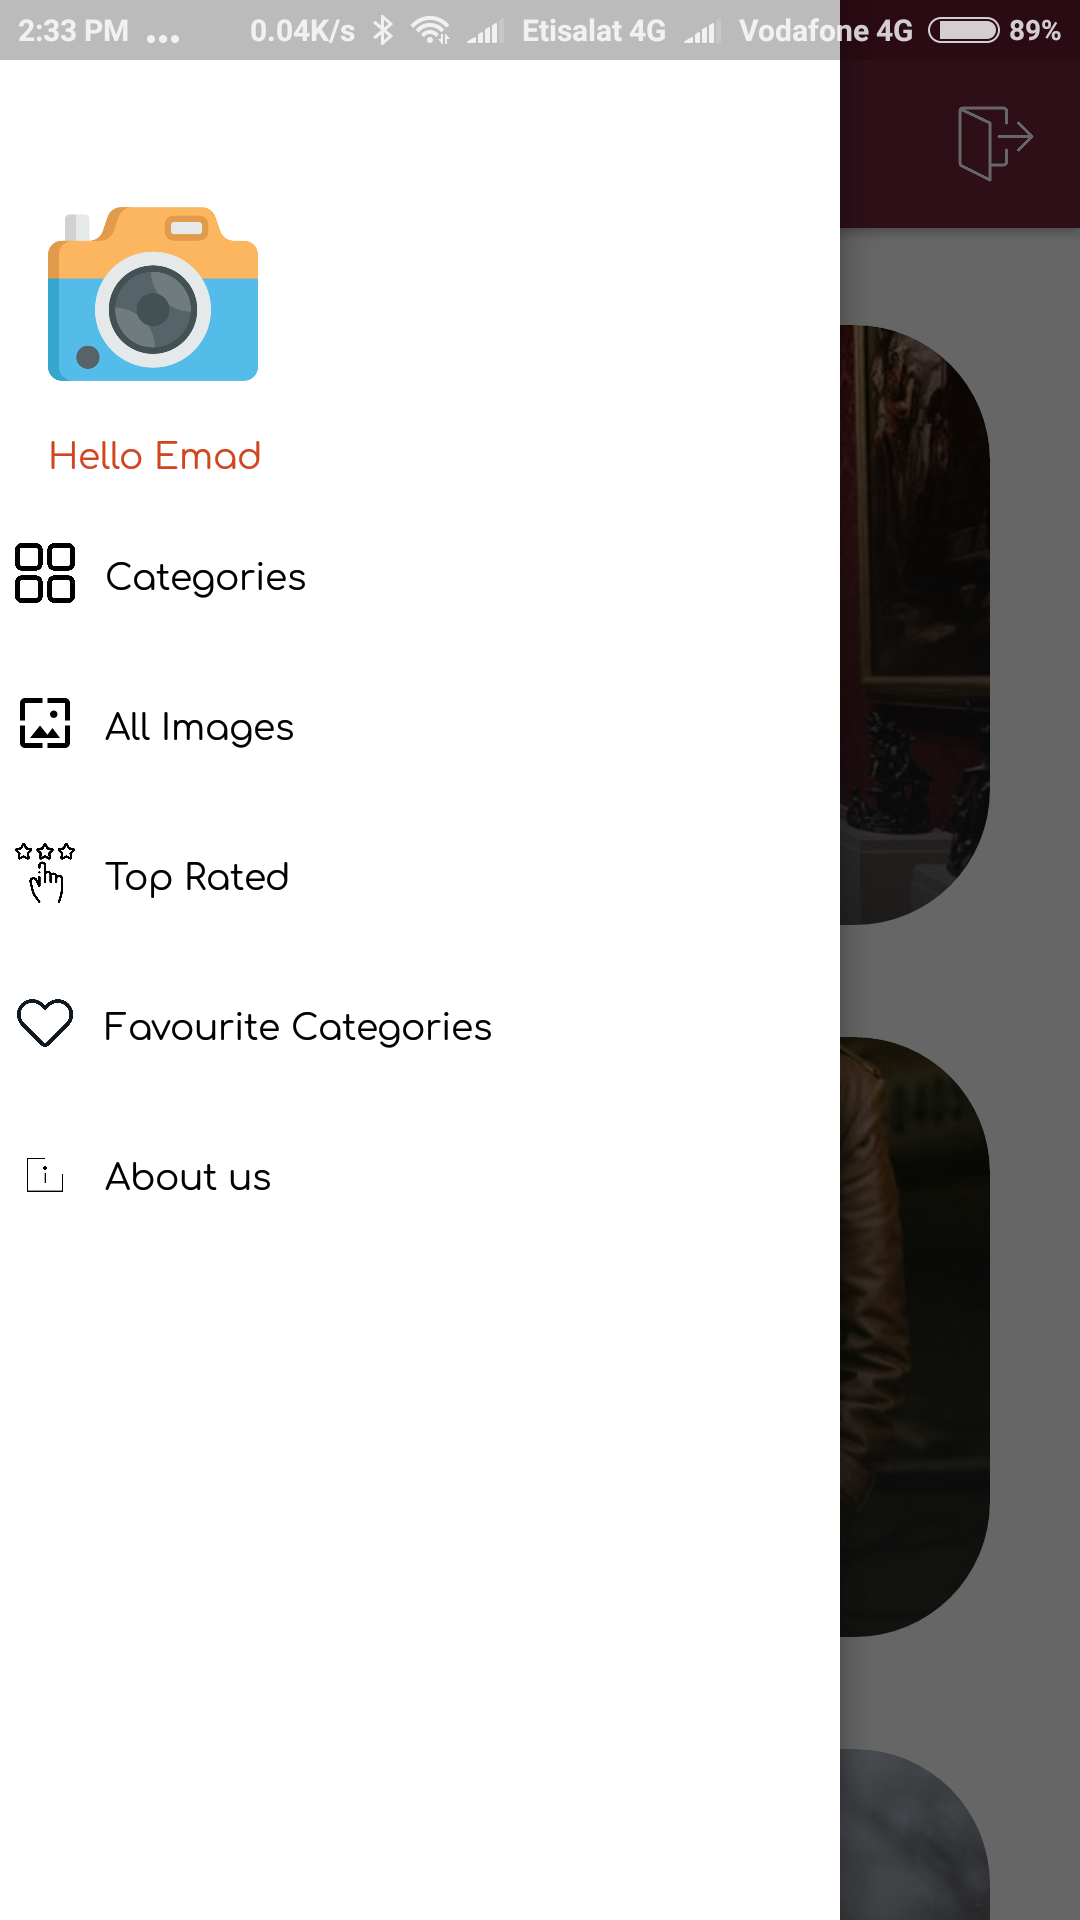 2:33 PM ... 0.04K/s Etisalat 4G Vodafone 4G 89%
Hello Emad
Categories
All Images
Top Rated
Favourite Categories
About us